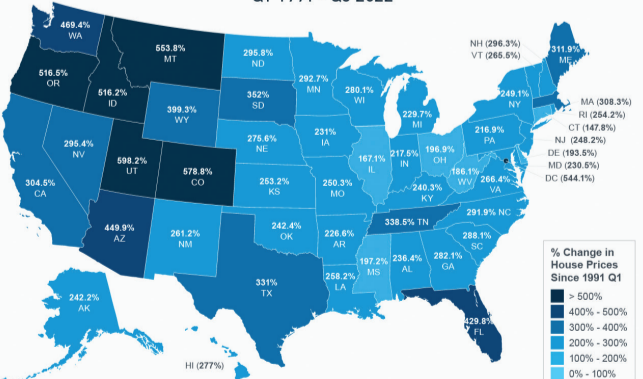 469.4%
WA
553.8%
MT
295.8%
ND
516.5%
OR
516.2%
ID
399.3%
WY
352%
SD
292.7%
MN
280.1%
WI
229.7%
MI
249.1%
NY
NH (296.3%)
VT (265.5%)
311.9%
ME
MA (308.3%)
RI (254.2%)
CT (147.8%)
NJ (248.2%)
DE (193.5%)
MD (230.5%)
DC (544.1%)
216.9%
PA
295.4%
NV
304.5%
CA
598.2%
UT
578.8%
CO
275.6%
NE
231%
IA
167.1%
IL
217.5%
IN
196.9%
OH
186.1%
WV
266.4%
VA
253.2%
KS
250.3%
MO
240.3%
KY
291.9% NC
338.5% TN
288.1%
SC
449.9%
AZ
261.2%
NM
242.4%
OK
226.6%
AR
197.2%
MS
236.4%
AL
282.1%
GA
331%
TX
258.2%
LA
429.8%
FL
242.2%
AK
HI (277%)
% Change in
House Prices
Since 1991 Q1
> 500%
400% - 500%
300% - 400%
200% - 300%
100% - 200%
0% - 100%